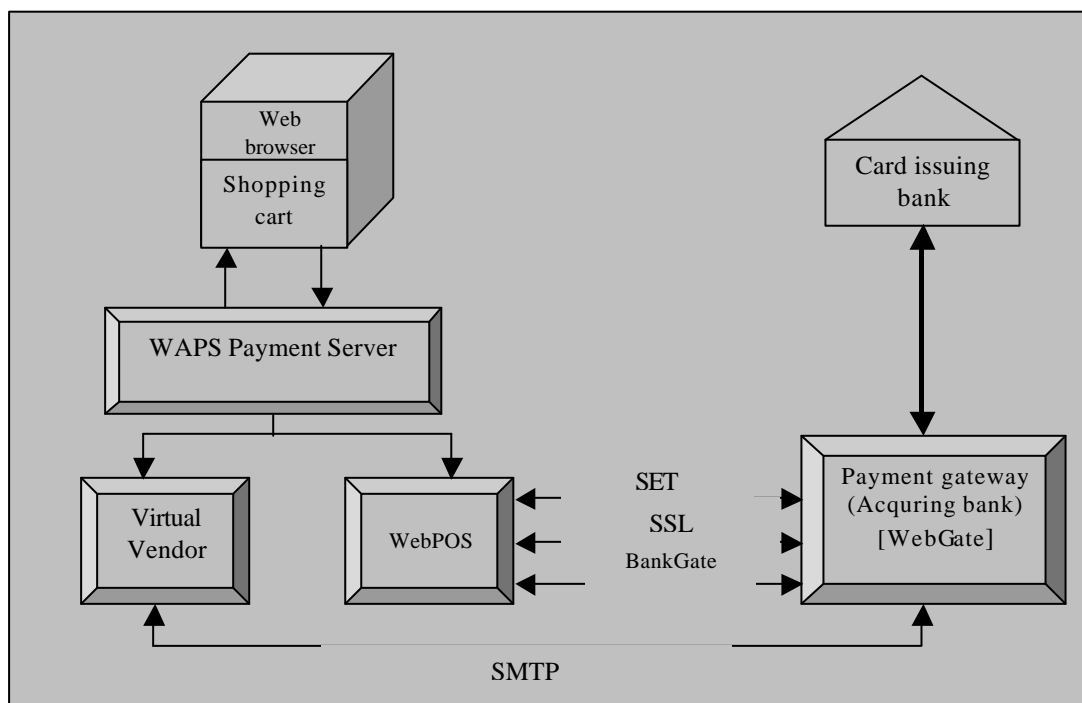 Web
browser
Shopping
cart
Card issuing
bank
WAPS Payment Server
Virtual
Vendor
WebPOS
SET
SSL
BankGate
Payment gateway
(Acquring bank)
[WebGate]
SMTP